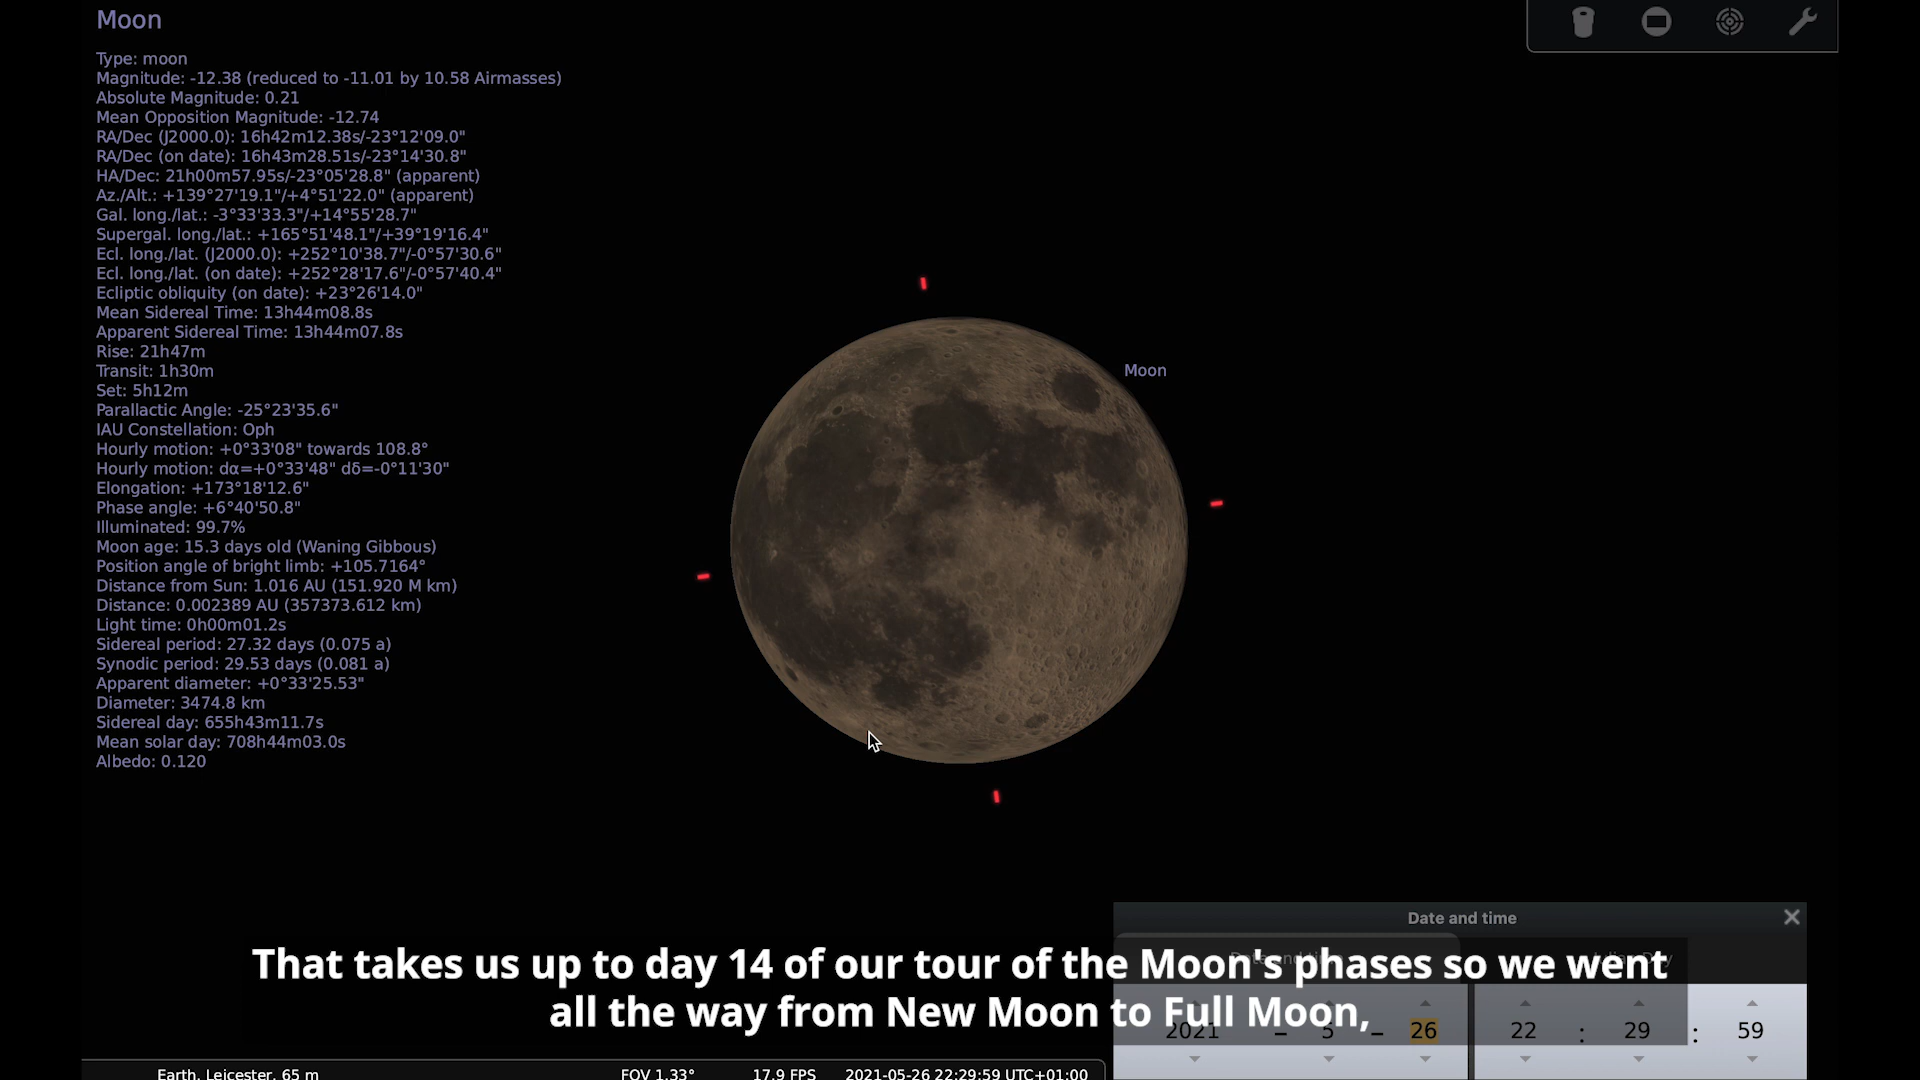 Moon
Type: moon
Magnitude: -12.38 (reduced to -11.01 by 10.58 Airmasses)
Absolute Magnitude: 0.21
Mean Opposition Magnitude: -12.74
RA/Dec (J2000.0): 16h42m12.38s/-23°12'09.0"
RA/Dec (on date): 16h43m28.51s/-23°14'30.8"
HA/Dec: 21h00m57.95s/-23°05'28.8" (apparent)
Az./Alt.: +139°27'19.1"/+4°51'22.0" (apparent)
Gal. long./lat.: -3°33'33.3"/+14°55'28.7"
Supergal. long./lat.: +165°51'48.1"/+39°19'16.4"
Ecl. long./lat. (J2000.0): +252°10'38.7"/-0°57'30.6"
Ecl. long./lat. (on date): +252°28'17.6"/-0°57'40.4"
Ecliptic obliquity (on date): +23°26'14.0"
Mean Sidereal Time: 13h44m08.8s
Apparent Sidereal Time: 13h44m07.8s
Rise: 21h47m
Transit: 1h30m
Set: 5h12m
Parallactic Angle: -25°23'35.6"
IAU Constellation: Oph
Hourly motion: +0°33'08" towards 108.8°
Hourly motion: dα=+0°33'48" dδ=-0°11'30"
Elongation: +173°18'12.6"
Phase angle: +6°40'50.8"
Illuminated: 99.7%
Moon age: 15.3 days old (Waning Gibbous)
Position angle of bright limb: +105.7164°
Distance from Sun: 1.016 AU (151.920 M km)
Distance: 0.002389 AU (357373.612 km)
Light time: 0h00m01.2s
Sidereal period: 27.32 days (0.075 a)
Synodic period: 29.53 days (0.081 a)
Apparent diameter: +0°33'25.53"
Diameter: 3474.8 km
Sidereal day: 655h43m11.7s
Mean solar day: 708h44m03.0s
Albedo: 0.120
Moon
Date and time
That takes us up to day 14 of our tour of the Moon's phases so we went
all the way from New Moon to Full Moon,
2021 – 5 – 26 22 : 29 : 59
Earth, Leicester, 65 m FOV 1.33° 17.9 FPS 2021-05-26 22:29:59 UTC+01:00